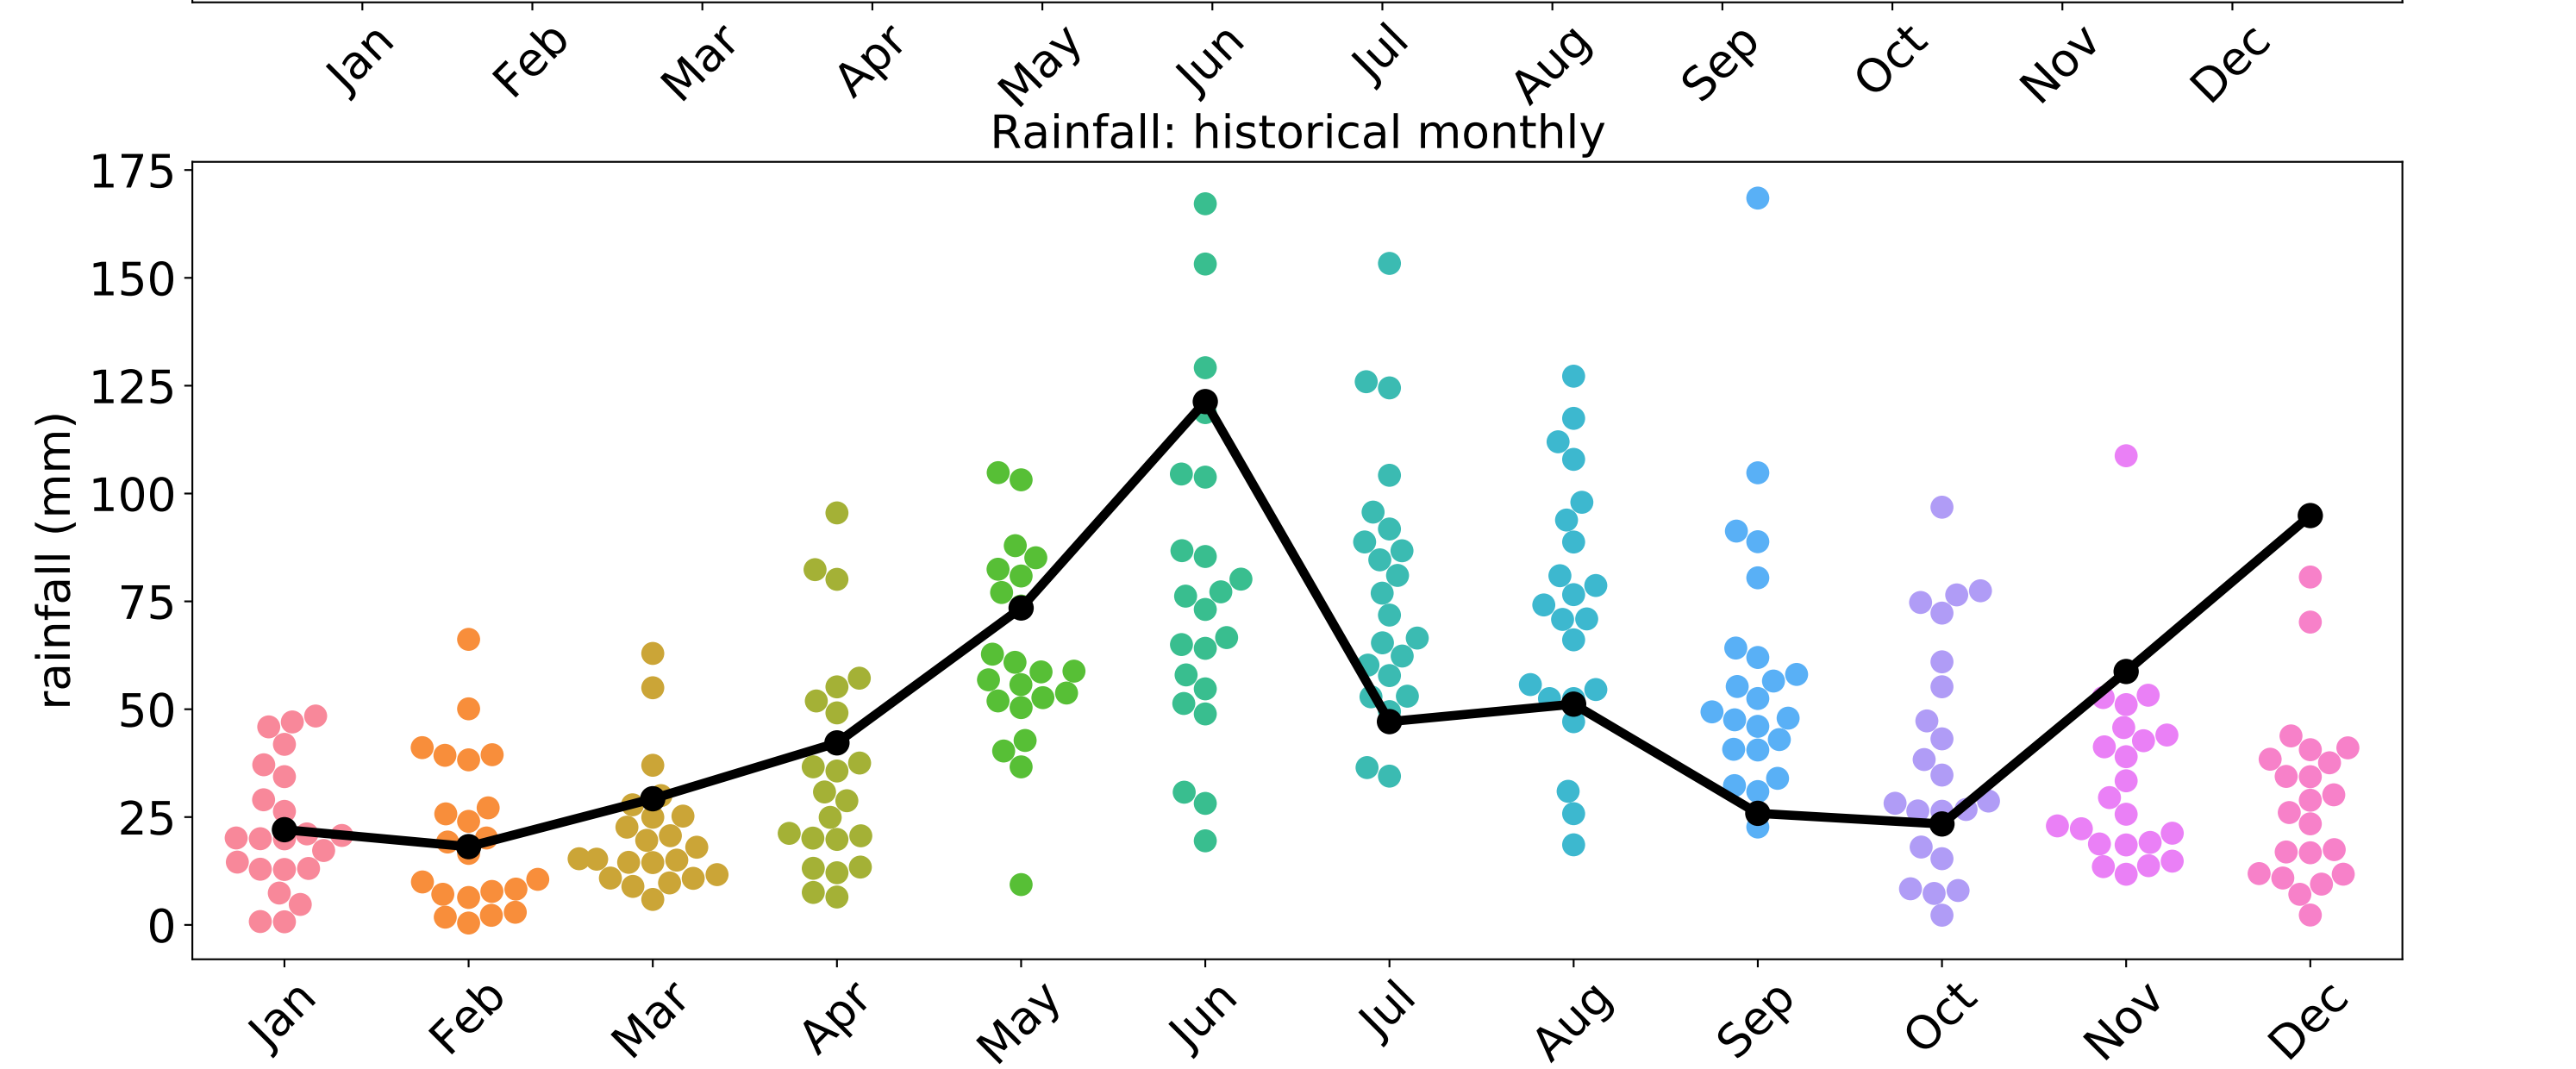 Jan Feb Mar Apr May Jun Jul Aug Sep Oct Nov Dec
Rainfall: historical monthly
175
150
125
100
75
50
25
0
rainfall (mm)
Jan Feb Mar Apr May Jun Jul Aug Sep Oct Nov Dec